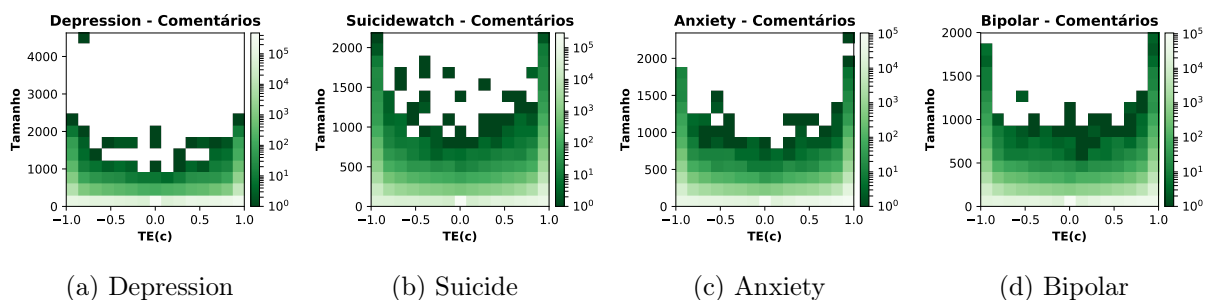 Depression - Comentários
Tamanho
4000
3000
2000
1000
0
−1.0 −0.5 0.0 0.5 1.0
TE(c)
10^5
10^4
10^3
10^2
10^1
10^0
(a) Depression
Suicidewatch - Comentários
Tamanho
2000
1500
1000
500
0
−1.0 −0.5 0.0 0.5 1.0
TE(c)
10^5
10^4
10^3
10^2
10^1
10^0
(b) Suicide
Anxiety - Comentários
Tamanho
2000
1500
1000
500
0
−1.0 −0.5 0.0 0.5 1.0
TE(c)
10^5
10^4
10^3
10^2
10^1
10^0
(c) Anxiety
Bipolar - Comentários
Tamanho
2000
1500
1000
500
0
−1.0 −0.5 0.0 0.5 1.0
TE(c)
10^5
10^4
10^3
10^2
10^1
10^0
(d) Bipolar